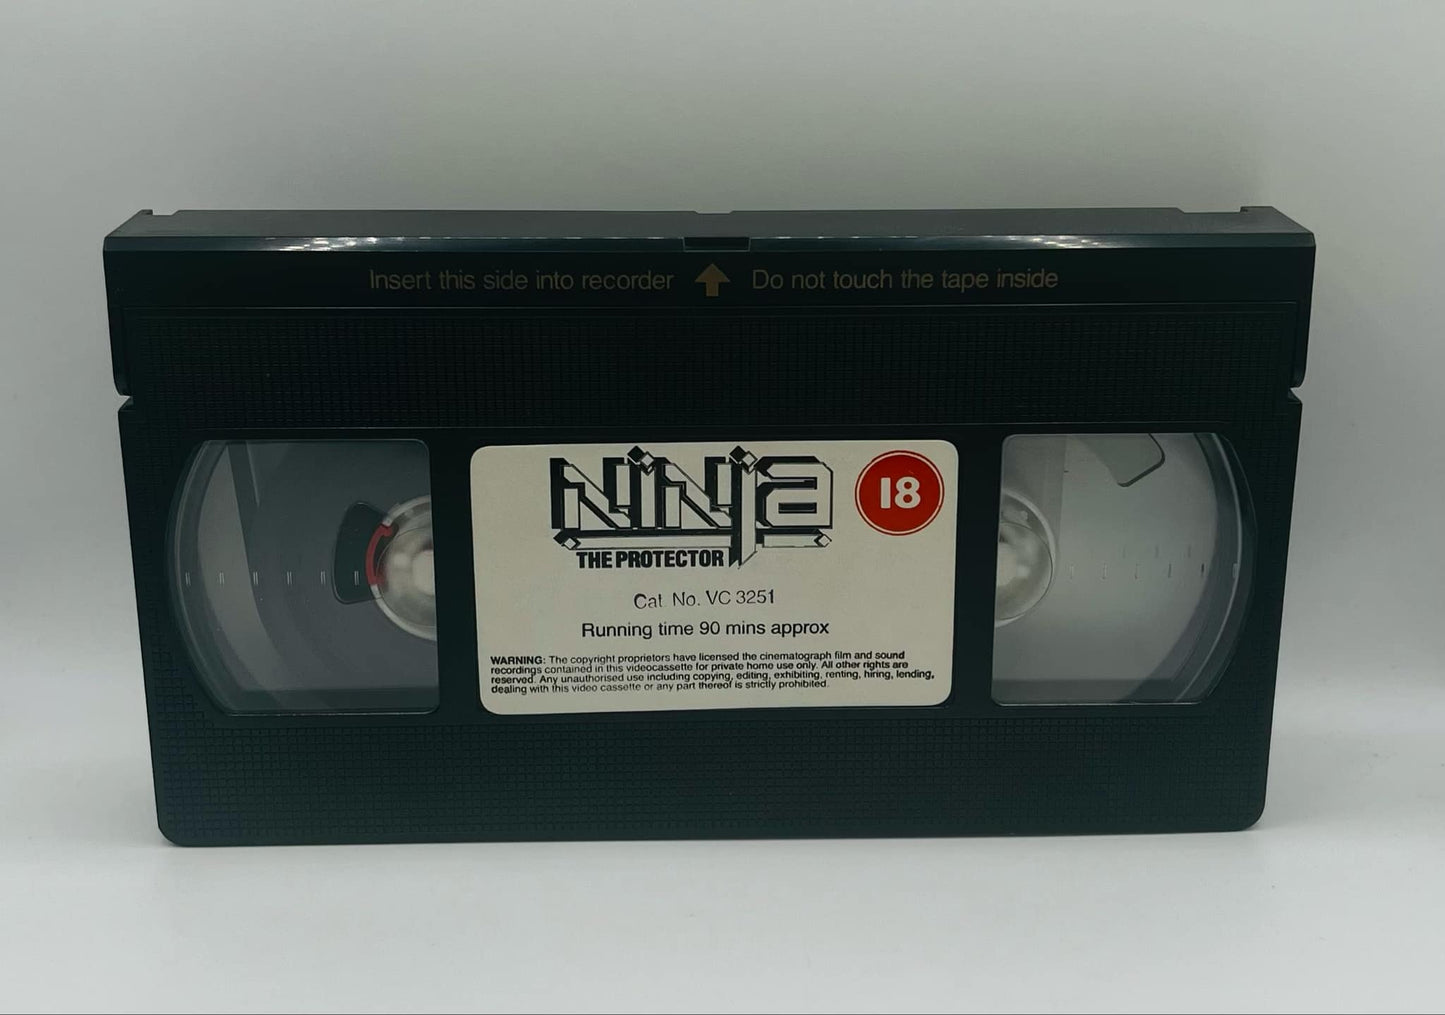 Insert this side into recorder Do not touch the tape inside
NINJA
THE PROTECTOR
18
Cat. No. VC 3251
Running time 90 mins approx
WARNING: The copyright proprietors have licensed the cinematograph film and sound
recordings contained in this videocassette for private home use only. All other rights are
reserved. Any unauthorised use including copying, editing, exhibiting, renting, hiring, lending,
dealing with this video cassette or any part thereof is strictly prohibited.